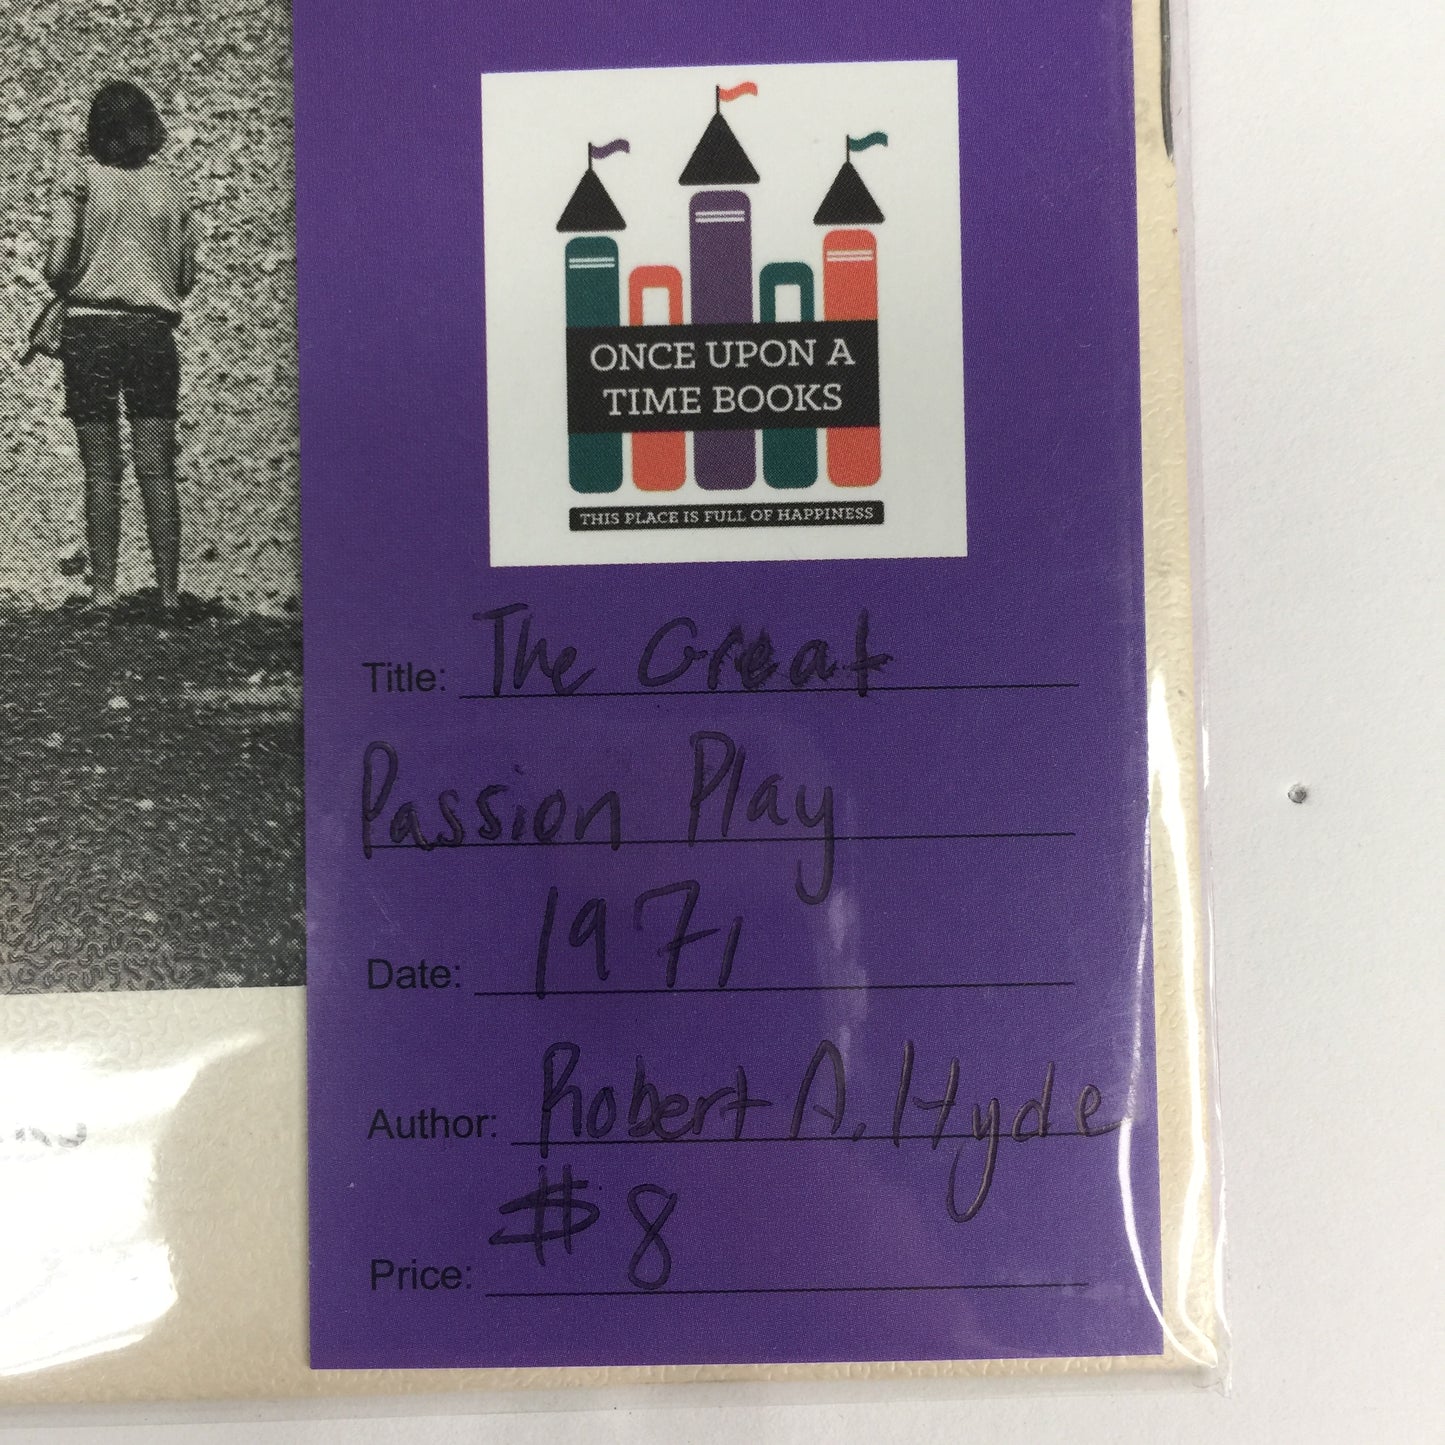 ONCE UPON A
TIME BOOKS
THIS PLACE IS FULL OF HAPPINESS
Title: The Great
Passion Play
Date: 1971
Author: Robert A. Hyde
Price: $8